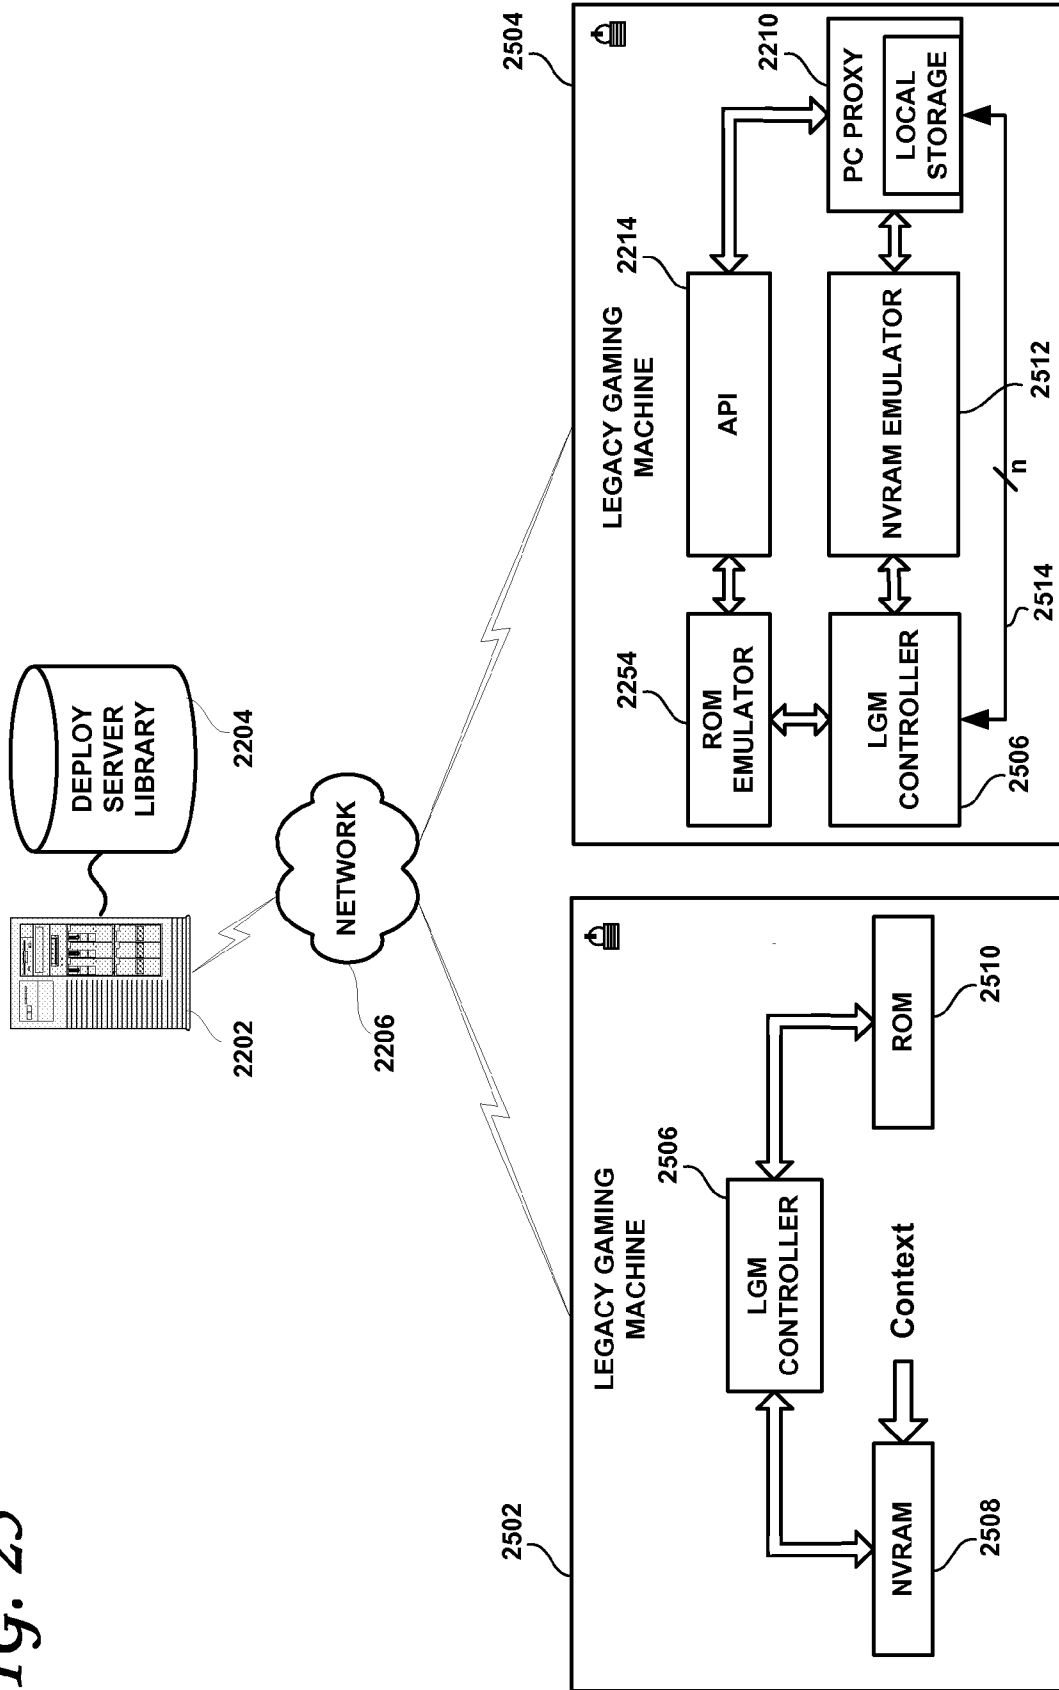 2202
DEPLOY
SERVER
LIBRARY
2204
NETWORK
2206
2502
LEGACY GAMING
MACHINE
LGM
CONTROLLER
2506
NVRAM
2508
Context
ROM
2510
2504
LEGACY GAMING
MACHINE
2254
ROM
EMULATOR
API
2214
PC PROXY
LOCAL
STORAGE
2210
LGM
CONTROLLER
2506
NVRAM EMULATOR
2512
2514
n